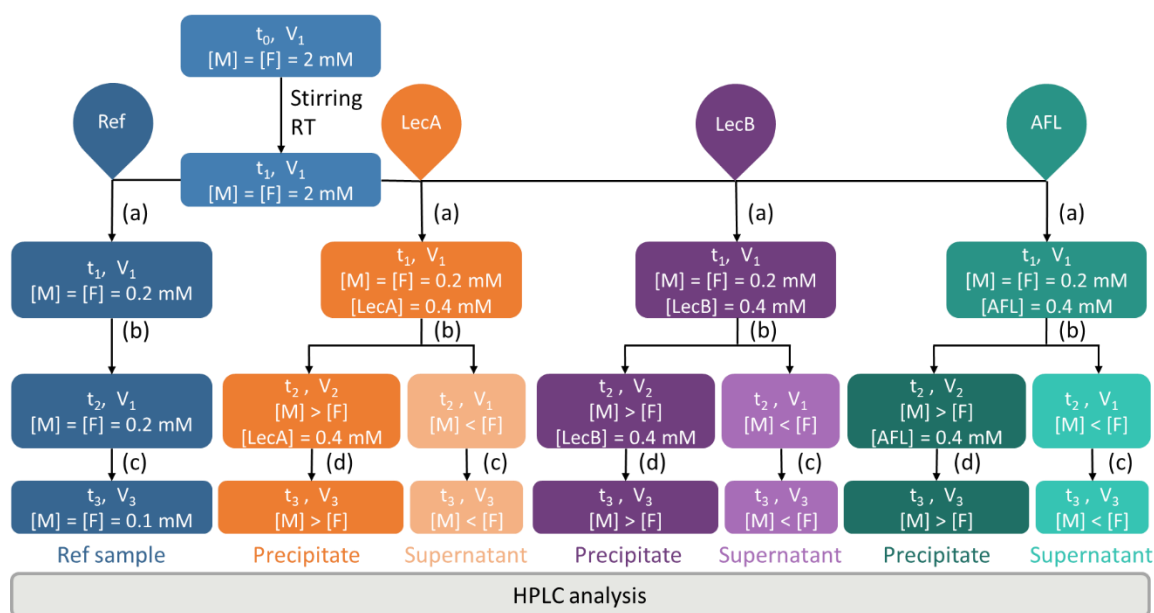 t₀, V₁
[M] = [F] = 2 mM
Stirring
RT
Ref
LecA
LecB
AFL
t₁, V₁
[M] = [F] = 2 mM
(a)
(a)
(a)
(a)
t₁, V₁
[M] = [F] = 0.2 mM
t₁, V₁
[M] = [F] = 0.2 mM
[LecA] = 0.4 mM
t₁, V₁
[M] = [F] = 0.2 mM
[LecB] = 0.4 mM
t₁, V₁
[M] = [F] = 0.2 mM
[AFL] = 0.4 mM
(b)
(b)
(b)
(b)
t₂, V₁
[M] = [F] = 0.2 mM
t₂ , V₂
[M] > [F]
[LecA] = 0.4 mM
t₂ , V₁
[M] < [F]
t₂ , V₂
[M] > [F]
[LecB] = 0.4 mM
t₂ , V₁
[M] < [F]
t₂ , V₂
[M] > [F]
[AFL] = 0.4 mM
t₂ , V₁
[M] < [F]
(c)
(d)
(c)
(d)
(c)
(d)
(c)
t₃, V₃
[M] = [F] = 0.1 mM
t₃ , V₃
[M] > [F]
t₃ , V₃
[M] < [F]
t₃ , V₃
[M] > [F]
t₃ , V₃
[M] < [F]
t₃ , V₃
[M] > [F]
t₃ , V₃
[M] < [F]
Ref sample
Precipitate
Supernatant
Precipitate
Supernatant
Precipitate
Supernatant
HPLC analysis